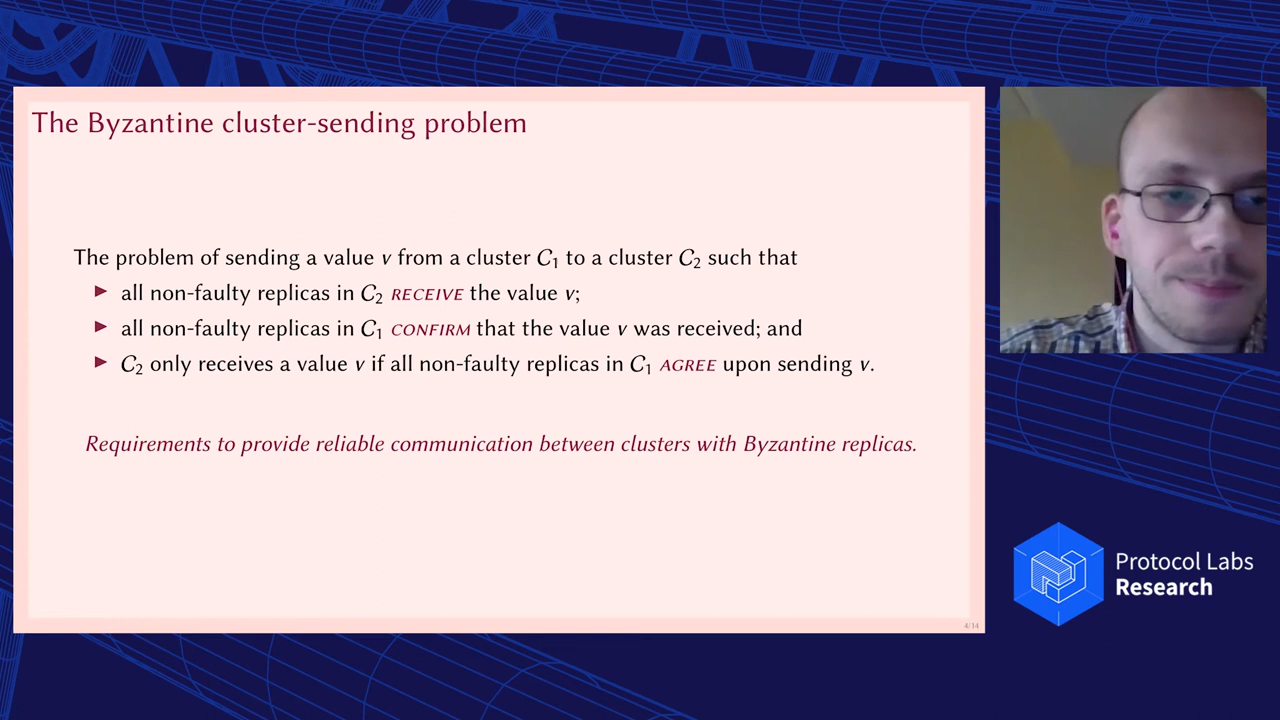 The Byzantine cluster-sending problem
The problem of sending a value v from a cluster C₁ to a cluster C₂ such that
▶ all non-faulty replicas in C₂ RECEIVE the value v;
▶ all non-faulty replicas in C₁ CONFIRM that the value v was received; and
▶ C₂ only receives a value v if all non-faulty replicas in C₁ AGREE upon sending v.
Requirements to provide reliable communication between clusters with Byzantine replicas.
4/14
Protocol Labs
Research